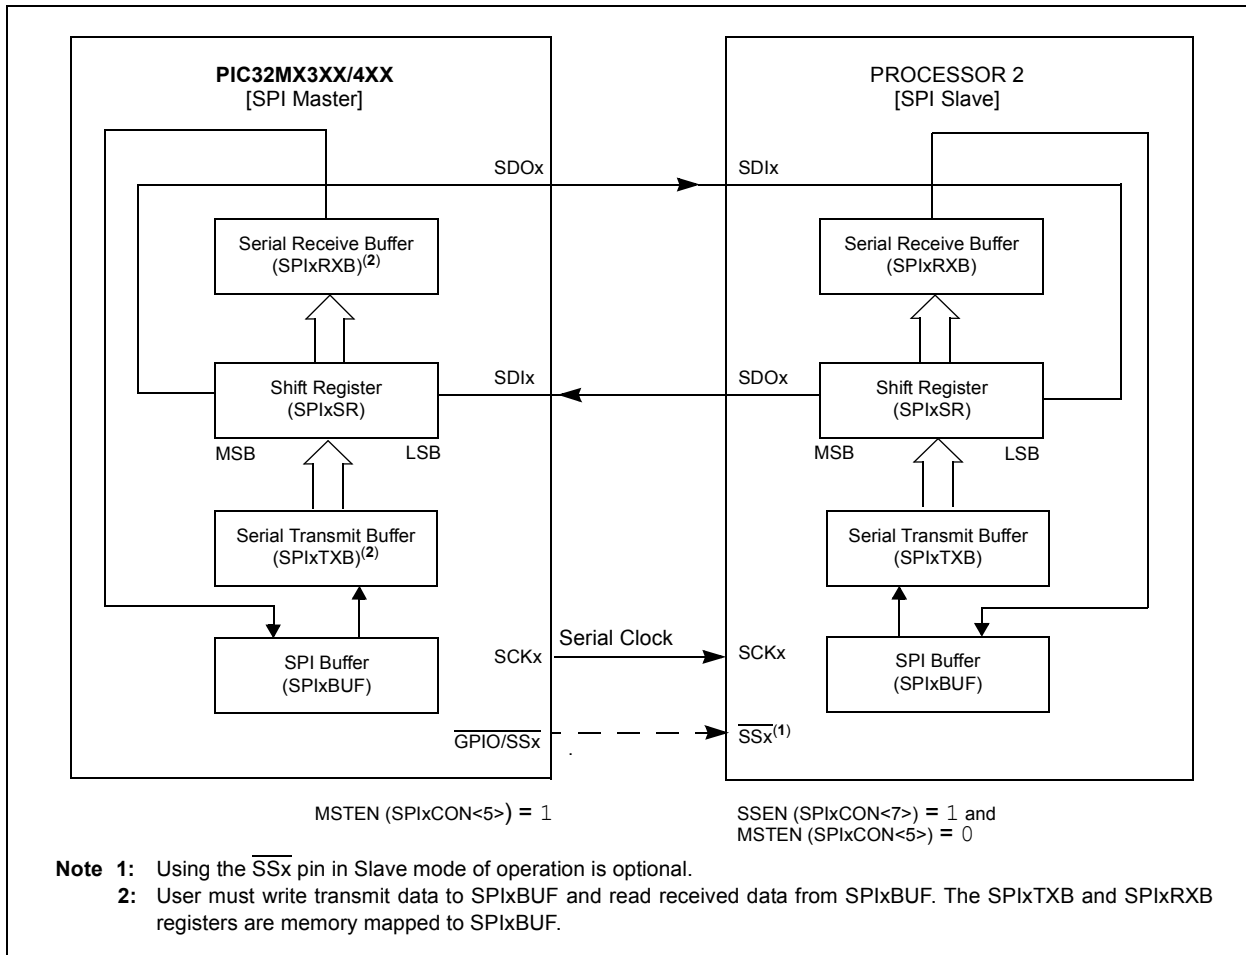 PIC32MX3XX/4XX
[SPI Master]
PROCESSOR 2
[SPI Slave]
SDOx
SDIx
Serial Receive Buffer
(SPIxRXB)(2)
Serial Receive Buffer
(SPIxRXB)
SDIx
SDOx
Shift Register
(SPIxSR)
Shift Register
(SPIxSR)
MSB
LSB
MSB
LSB
Serial Transmit Buffer
(SPIxTXB)(2)
Serial Transmit Buffer
(SPIxTXB)
Serial Clock
SCKx
SCKx
SPI Buffer
(SPIxBUF)
SPI Buffer
(SPIxBUF)
GPIO/SSx
.
SSx(1)
MSTEN (SPIxCON<5>) = 1
SSEN (SPIxCON<7>) = 1 and
MSTEN (SPIxCON<5>) = 0
Note 1: Using the SSx pin in Slave mode of operation is optional.
2: User must write transmit data to SPIxBUF and read received data from SPIxBUF. The SPIxTXB and SPIxRXB
registers are memory mapped to SPIxBUF.